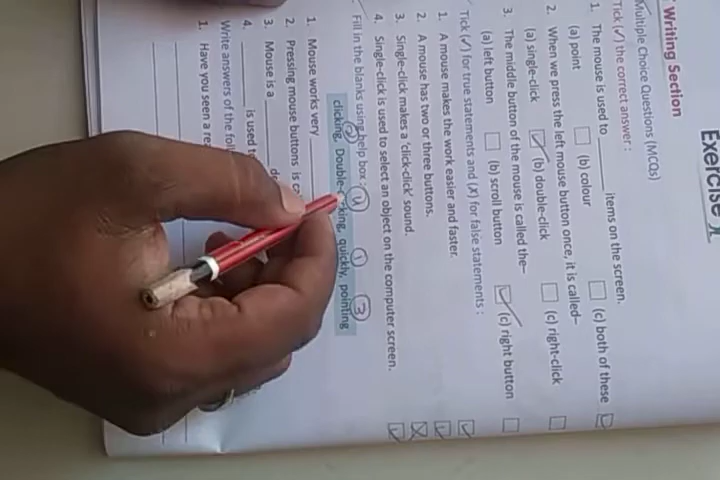 Exercise
Writing Section
Multiple Choice Questions (MCQs)
Tick (✓) the correct answer :
1. The mouse is used to ________ items on the screen.
(a) point (b) colour (c) both of these
2. When we press the left mouse button once, it is called–
(a) single-click (b) double-click (c) right-click
3. The middle button of the mouse is called the–
(a) left button (b) scroll button (c) right button
Tick (✓) for true statements and (X) for false statements :
1. A mouse makes the work easier and faster.
2. A mouse has two or three buttons.
3. Single-click makes a 'click-click' sound.
4. Single-click is used to select an object on the computer screen.
Fill in the blanks using help box : 4 1 3
clicking, quickly, pointing
1. Mouse works very ________
2. Pressing mouse buttons is
3. Mouse is a ________
4. ________ is used
Write answers of the
1. Have you seen a